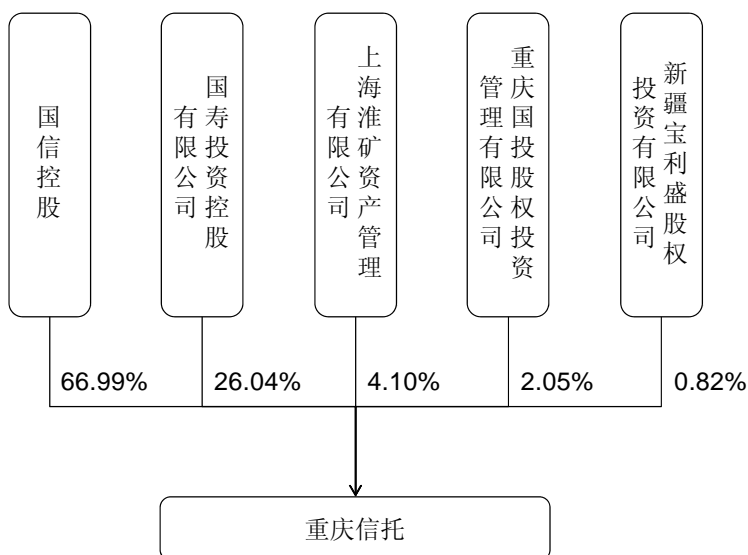 国信控股
国寿投资控股
有限公司
上海淮矿资产管理
有限公司
重庆国投股权投资
管理有限公司
新疆宝利盛股权
投资有限公司
66.99%
26.04%
4.10%
2.05%
0.82%
重庆信托